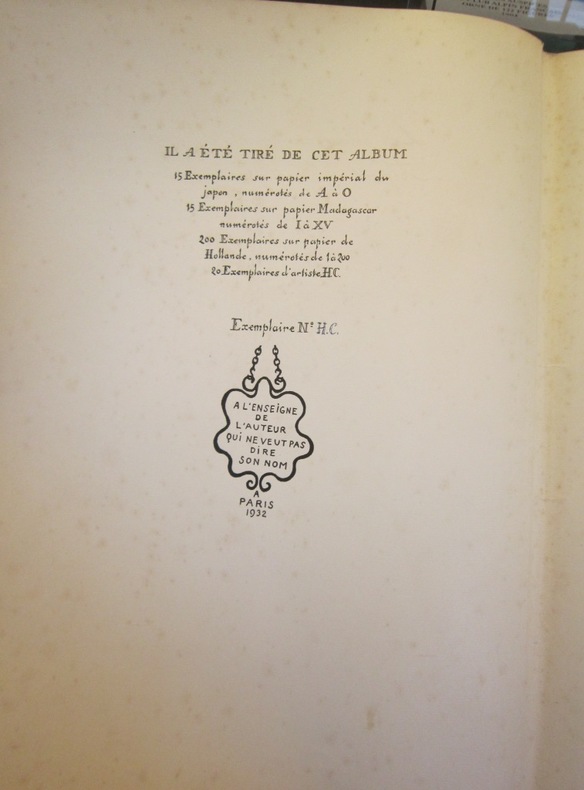 IL A ÉTÉ TIRÉ DE CET ALBUM
15 Exemplaires sur papier impérial du
japon, numérotés de A à O
15 Exemplaires sur papier Madagascar
numérotés de I à XV
200 Exemplaires sur papier de
Hollande, numérotés de 1 à 200
20 Exemplaires d'artiste H.C.
Exemplaire Nº H.C.
A L'ENSEIGNE
DE
L'AUTEUR
QUI NE VEUT PAS
DIRE
SON NOM
A
PARIS
1932